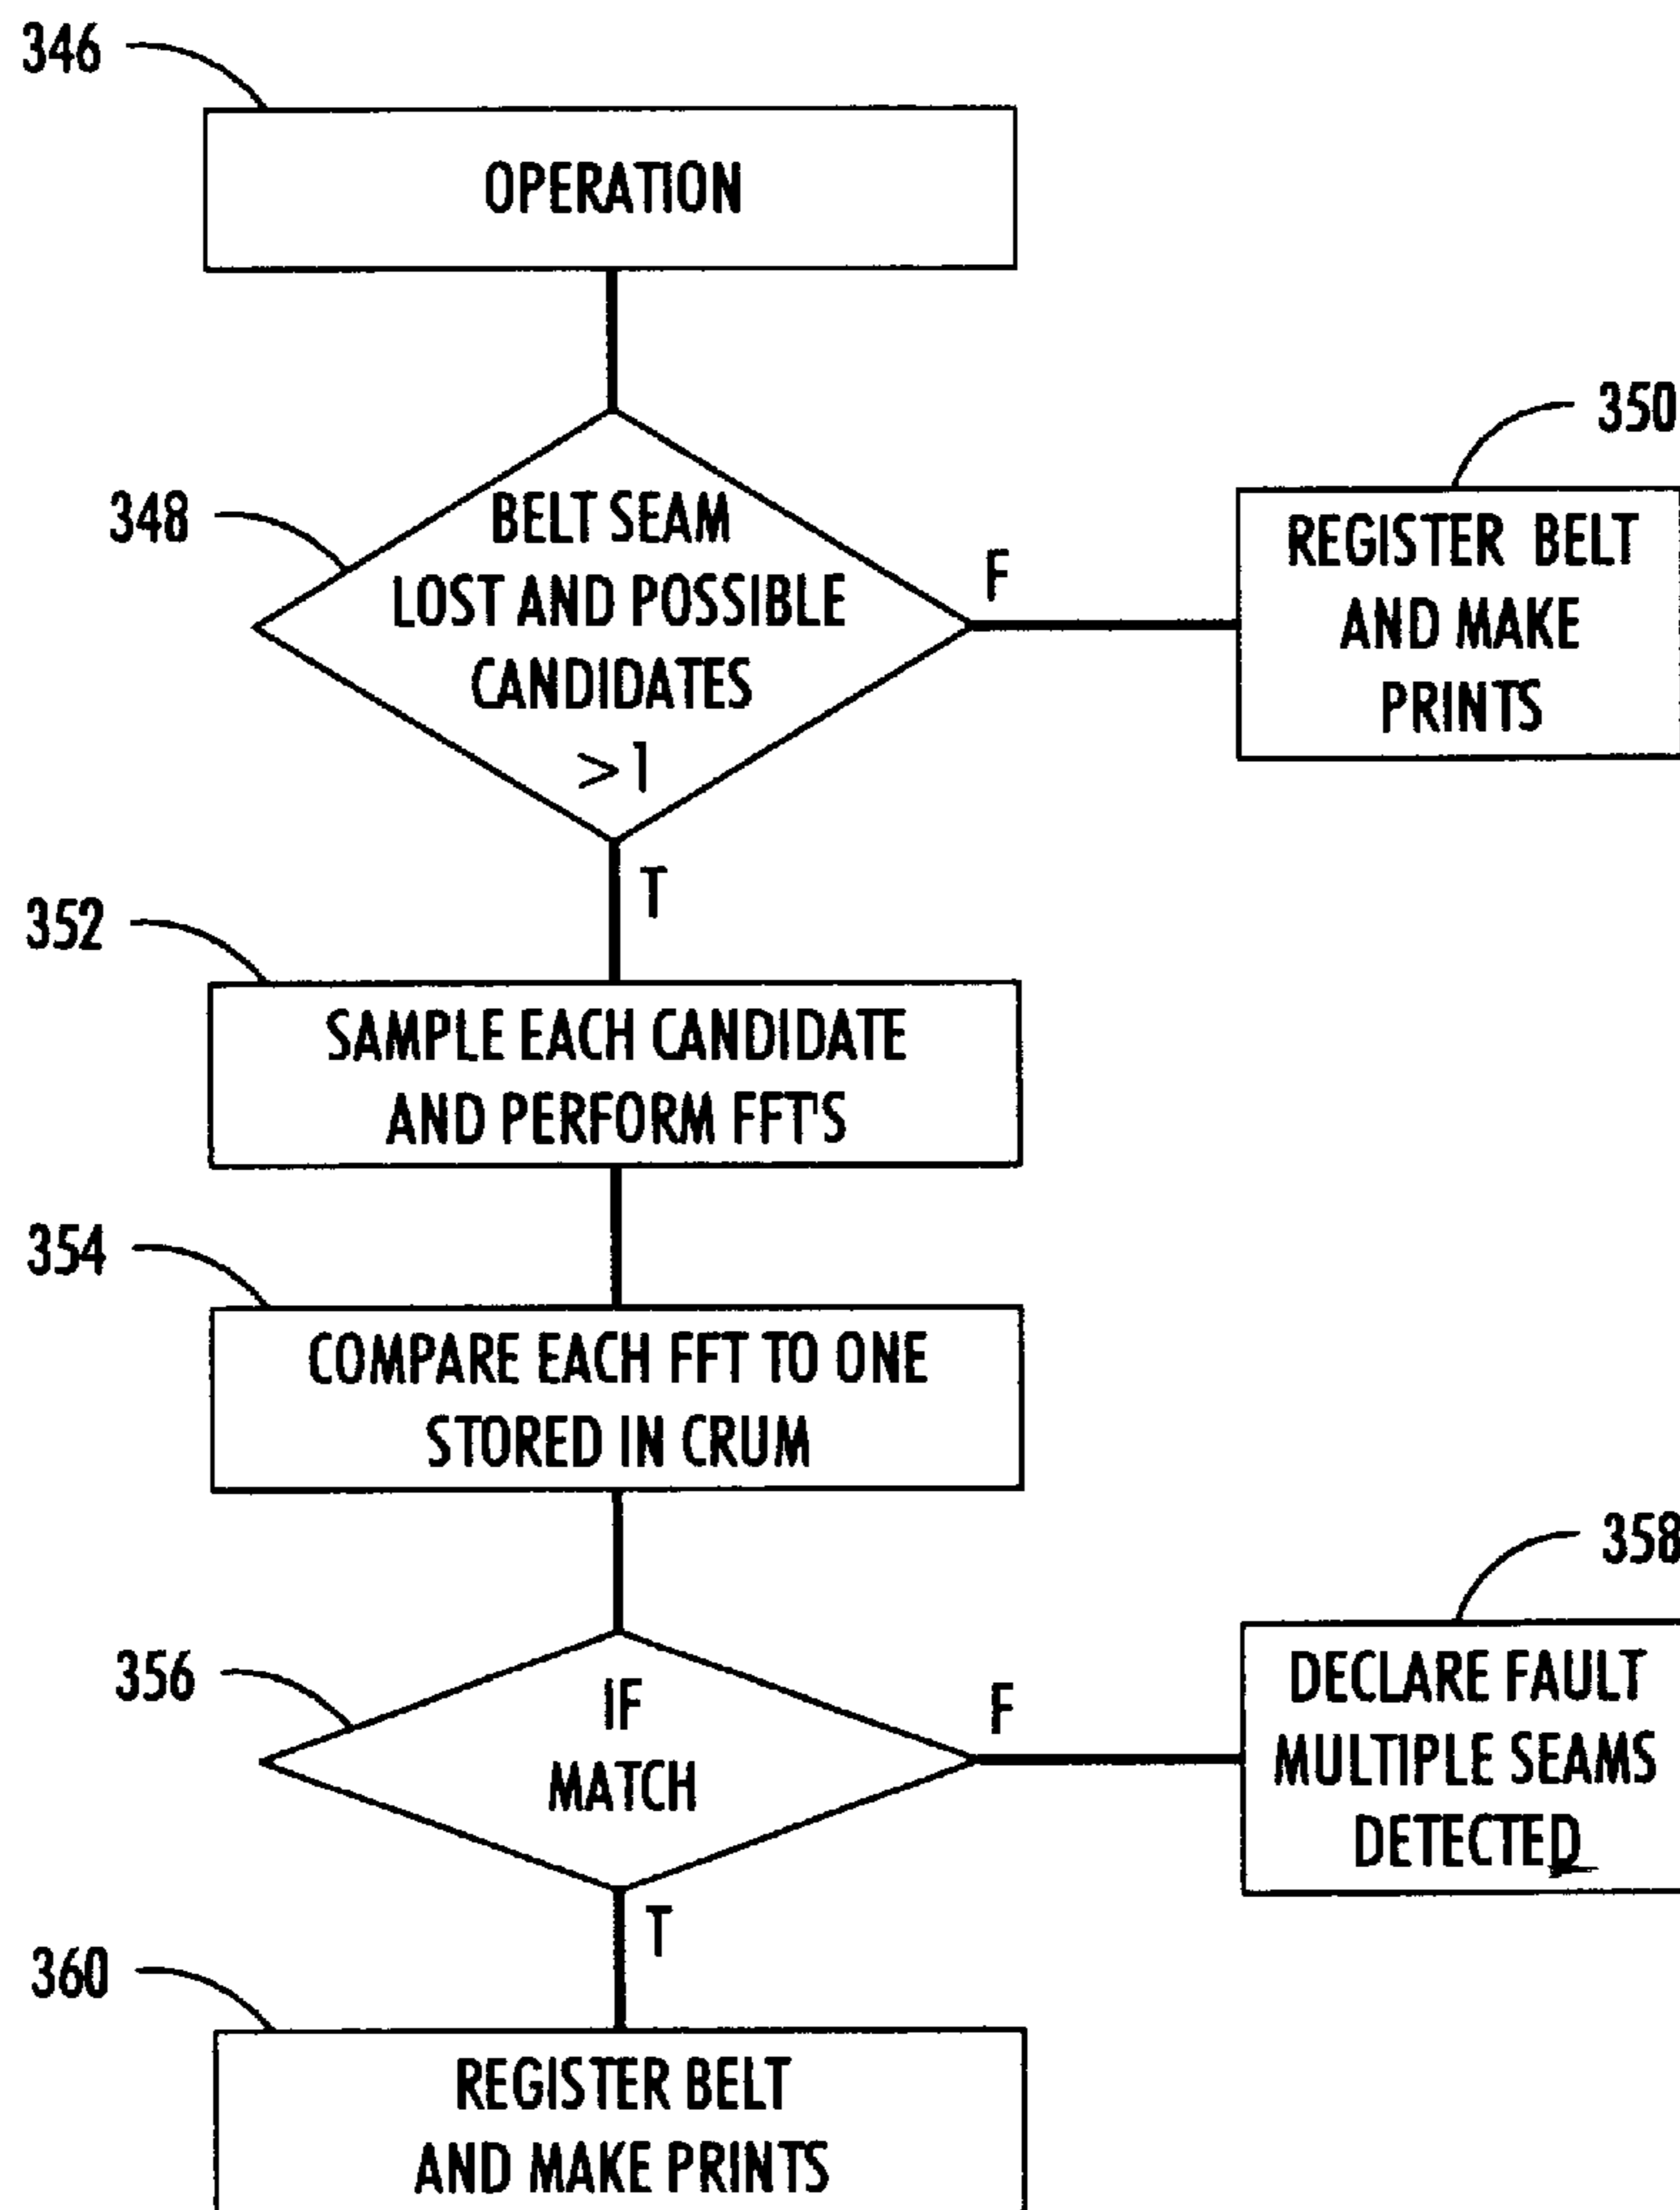 346
OPERATION
348
BELT SEAM
LOST AND POSSIBLE
CANDIDATES
>1
F
350
REGISTER BELT
AND MAKE
PRINTS
T
352
SAMPLE EACH CANDIDATE
AND PERFORM FFT'S
354
COMPARE EACH FFT TO ONE
STORED IN CRUM
356
IF
MATCH
F
358
DECLARE FAULT
MULTIPLE SEAMS
DETECTED
T
360
REGISTER BELT
AND MAKE PRINTS